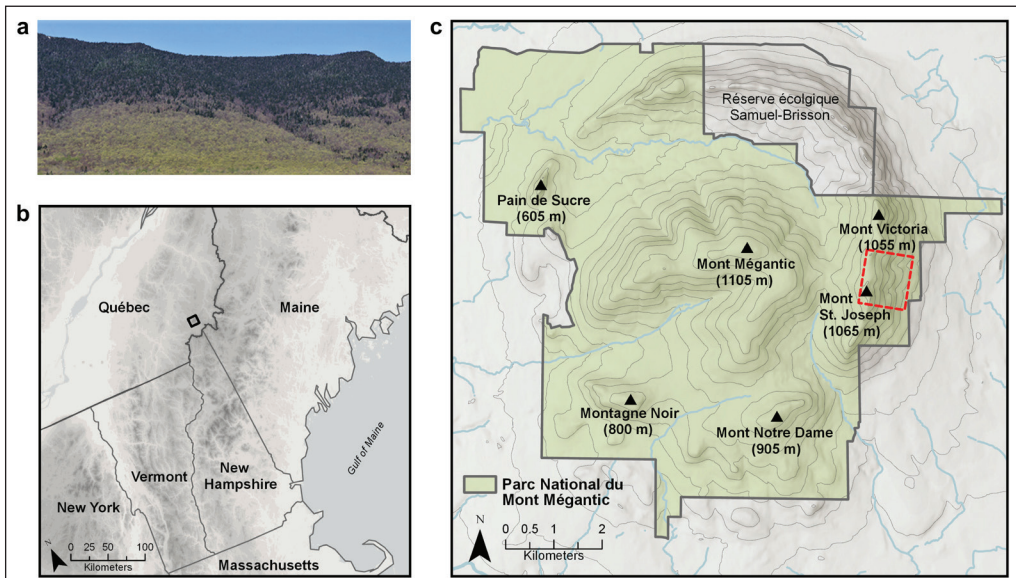 a
b
Québec
Maine
Gulf of Maine
Vermont
New
Hampshire
New York
N
0 25 50 100
Kilometers
Massachusetts
c
Réserve écolgique
Samuel-Brisson
Pain de Sucre
(605 m)
Mont Victoria
(1055 m)
Mont Mégantic
(1105 m)
Mont
St. Joseph
(1065 m)
Montagne Noir
(800 m)
Mont Notre Dame
(905 m)
Parc National du
Mont Mégantic
N
0 0.5 1 2
Kilometers